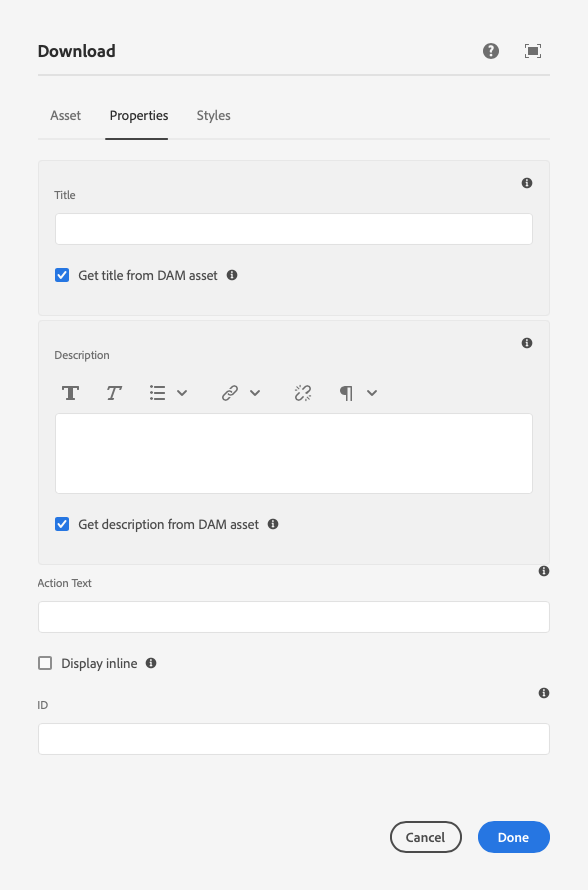 Download
Asset Properties Styles
Title
Get title from DAM asset
Description
Get description from DAM asset
Action Text
Display inline
ID
Cancel Done